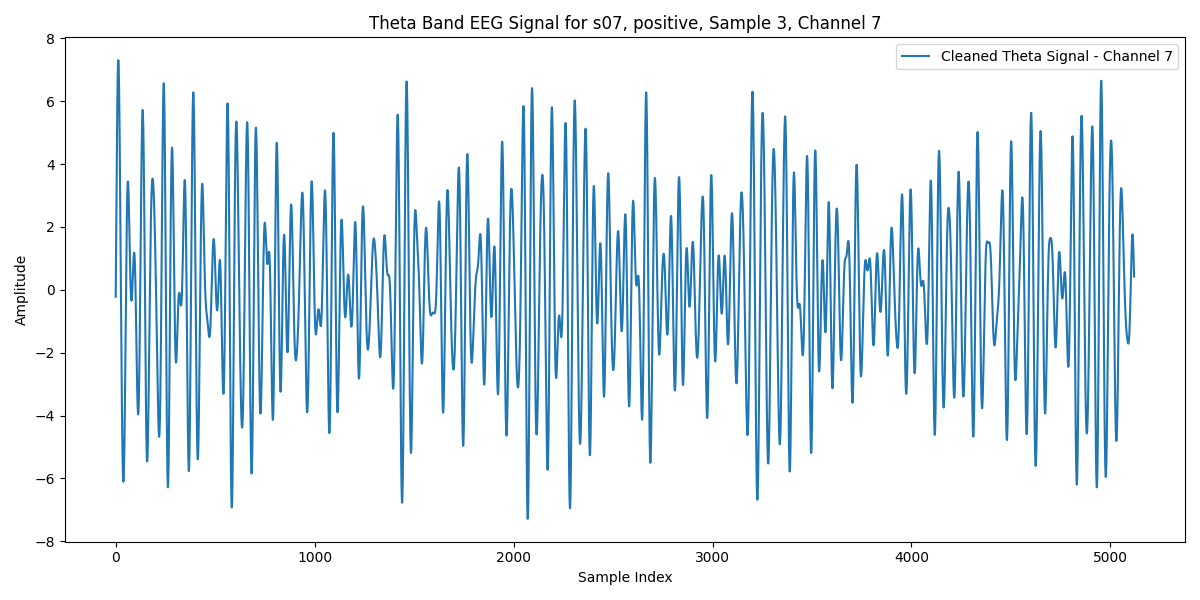 Theta Band EEG Signal for s07, positive, Sample 3, Channel 7
Cleaned Theta Signal - Channel 7
8
6
4
2
0
−2
−4
−6
−8
Amplitude
0 1000 2000 3000 4000 5000
Sample Index